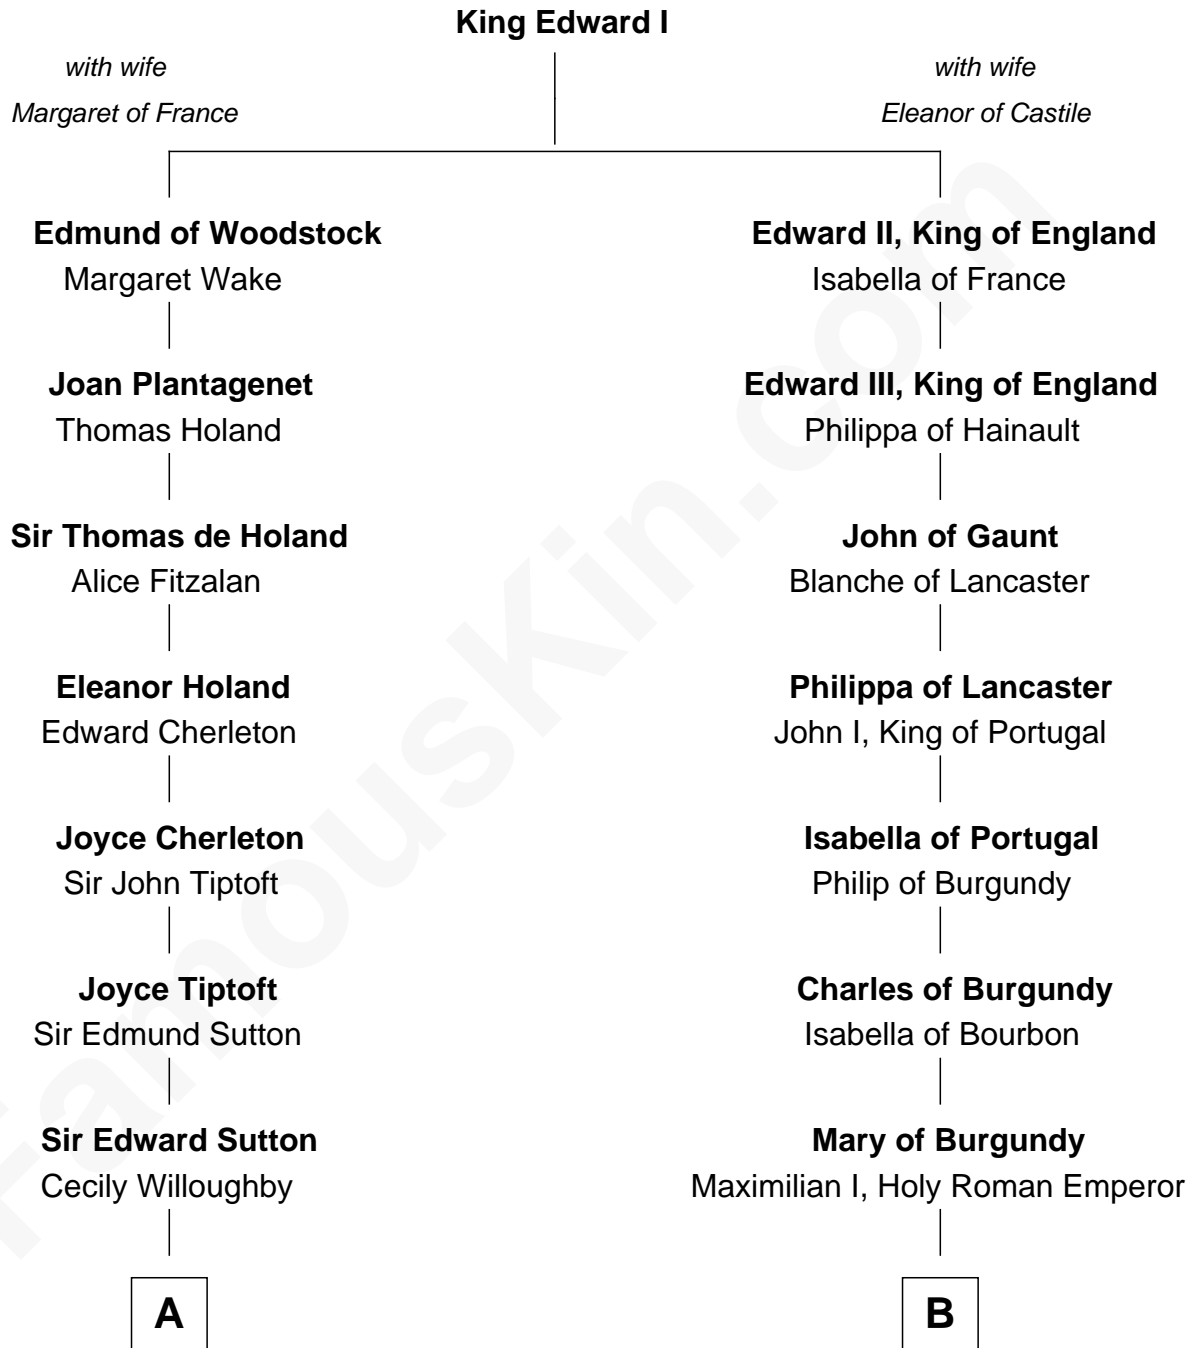 King Edward I
with wife
Margaret of France
with wife
Eleanor of Castile
Edmund of Woodstock
Margaret Wake
Edward II, King of England
Isabella of France
Joan Plantagenet
Thomas Holand
Edward III, King of England
Philippa of Hainault
Sir Thomas de Holand
Alice Fitzalan
John of Gaunt
Blanche of Lancaster
Eleanor Holand
Edward Cherleton
Philippa of Lancaster
John I, King of Portugal
Joyce Cherleton
Sir John Tiptoft
Isabella of Portugal
Philip of Burgundy
Joyce Tiptoft
Sir Edmund Sutton
Charles of Burgundy
Isabella of Bourbon
Sir Edward Sutton
Cecily Willoughby
Mary of Burgundy
Maximilian I, Holy Roman Emperor
A
B
FamousKin.com